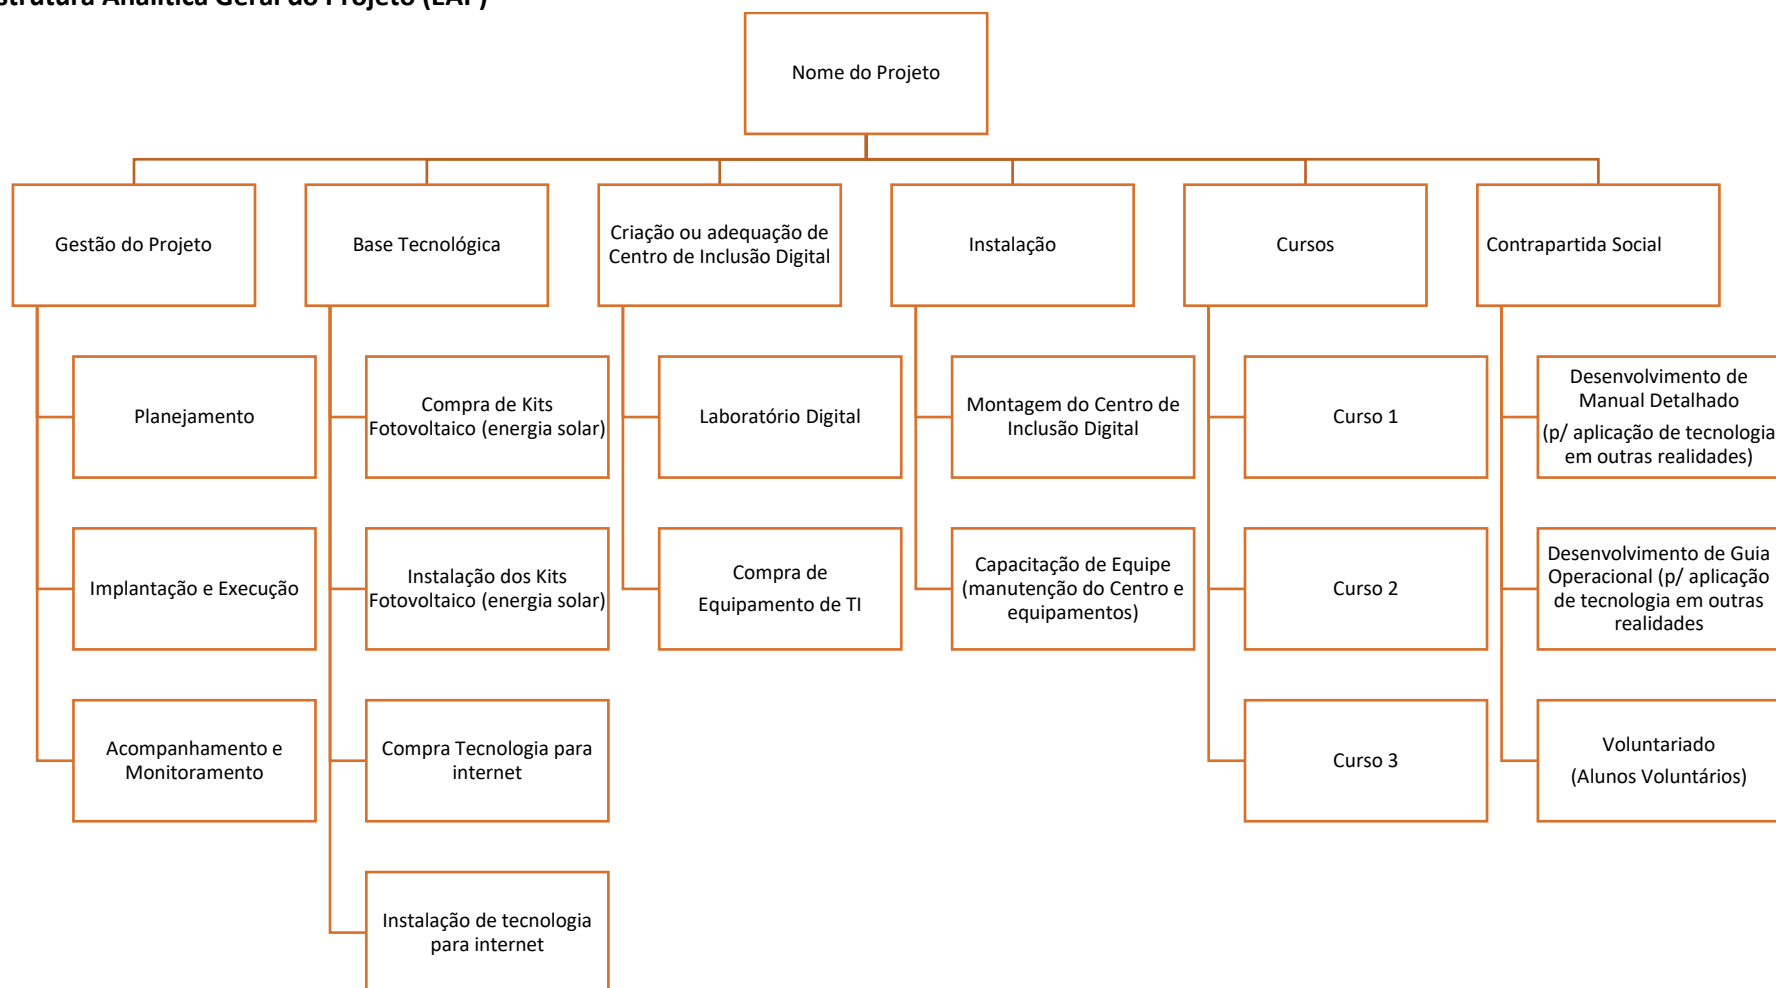 strutura Analítica Geral do Projeto (EAP)
Nome do Projeto
Gestão do Projeto
Base Tecnológica
Criação ou adequação de
Centro de Inclusão Digital
Instalação
Cursos
Contrapartida Social
Planejamento
Implantação e Execução
Acompanhamento e
Monitoramento
Compra de Kits
Fotovoltaico (energia solar)
Instalação dos Kits
Fotovoltaico (energia solar)
Compra Tecnologia para
internet
Instalação de tecnologia
para internet
Laboratório Digital
Compra de
Equipamento de TI
Montagem do Centro de
Inclusão Digital
Capacitação de Equipe
(manutenção do Centro e
equipamentos)
Curso 1
Curso 2
Curso 3
Desenvolvimento de
Manual Detalhado
(p/ aplicação de tecnologia
em outras realidades)
Desenvolvimento de Guia
Operacional (p/ aplicação
de tecnologia em outras
realidades
Voluntariado
(Alunos Voluntários)